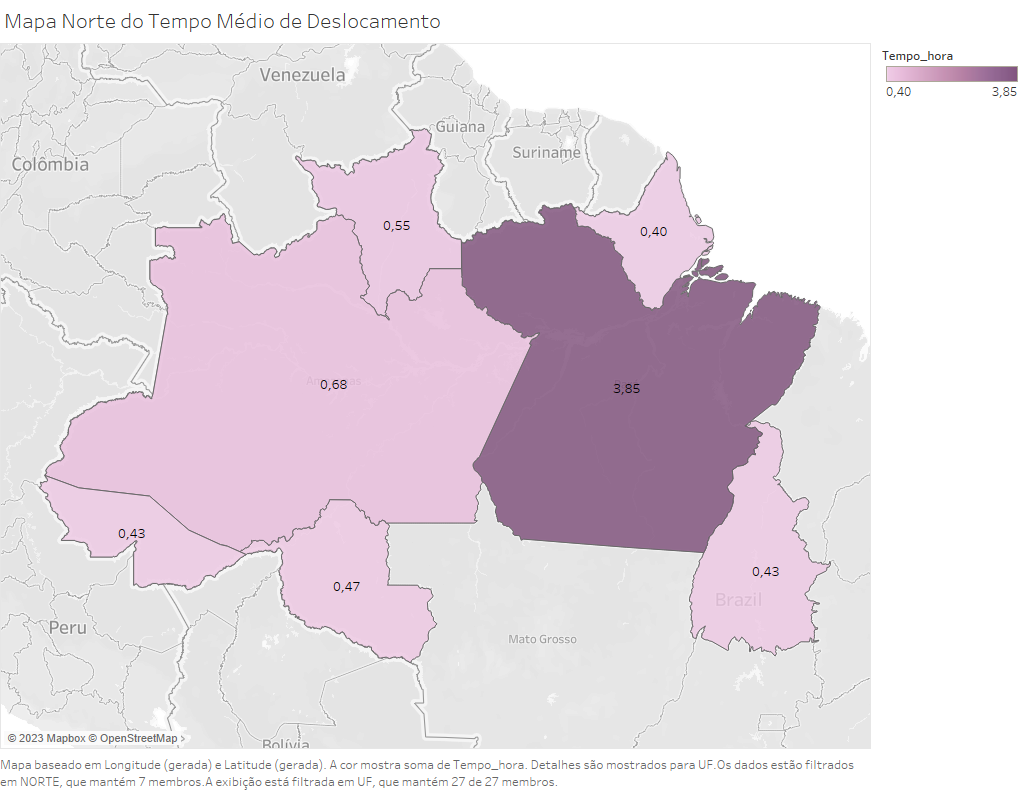 Mapa Norte do Tempo Médio de Deslocamento
Tempo_hora
0,40 3,85
Venezuela
Guiana
Suriname
Colômbia
0,55
0,40
0,68
3,85
0,43
0,47
0,43
Brazil
Peru
Mato Grosso
Bolívia
© 2023 Mapbox © OpenStreetMap
Mapa baseado em Longitude (gerada) e Latitude (gerada). A cor mostra soma de Tempo_hora. Detalhes são mostrados para UF.Os dados estão filtrados
em NORTE, que mantém 7 membros.A exibição está filtrada em UF, que mantém 27 de 27 membros.